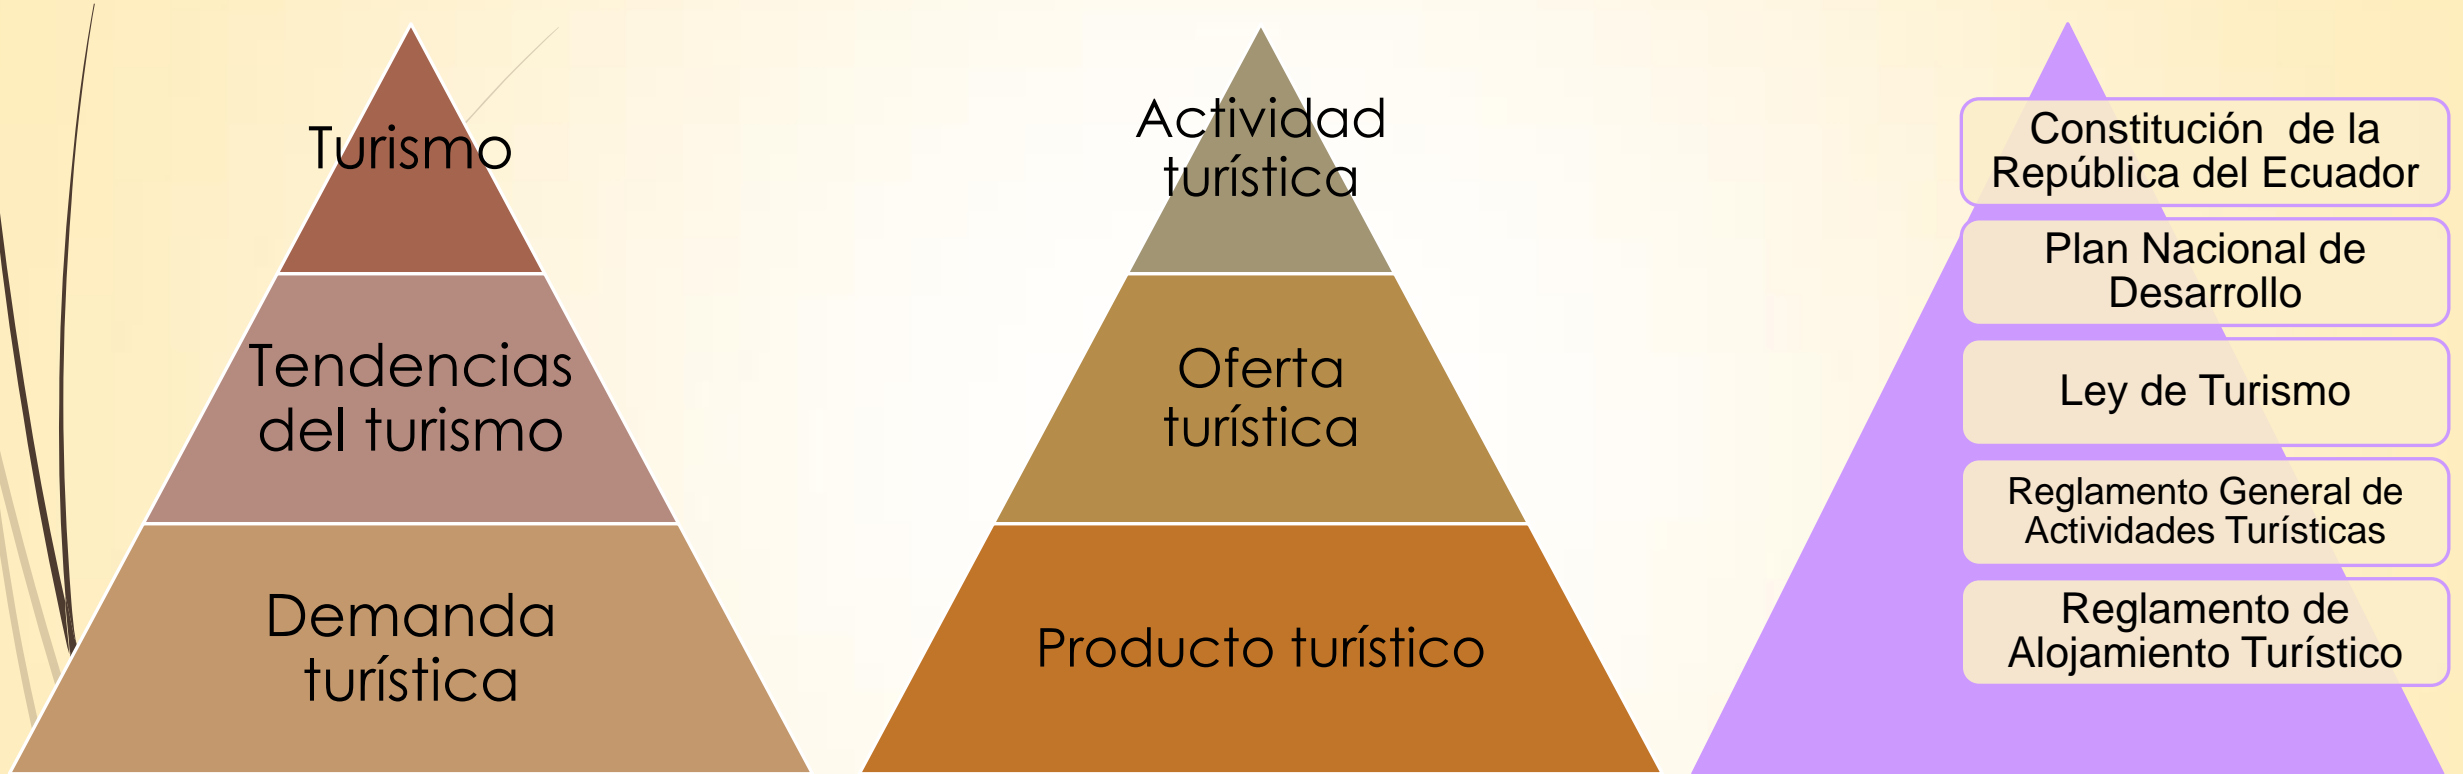 Turismo
Tendencias
del turismo
Demanda
turística
Actividad
turística
Oferta
turística
Producto turístico
Constitución de la
República del Ecuador
Plan Nacional de
Desarrollo
Ley de Turismo
Reglamento General de
Actividades Turísticas
Reglamento de
Alojamiento Turístico